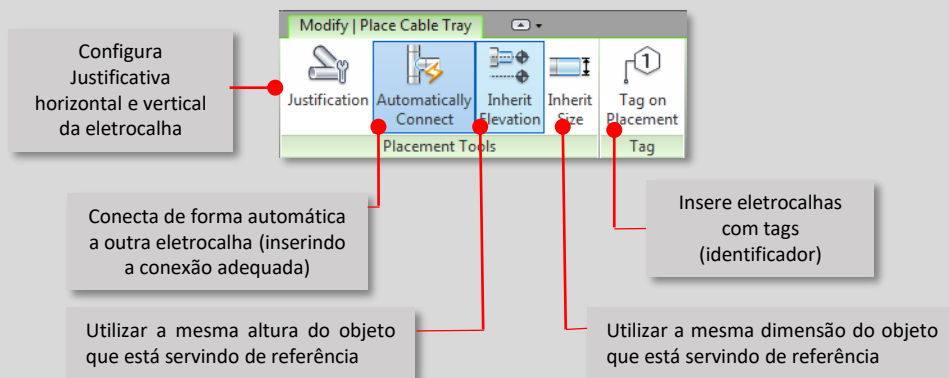 Modify | Place Cable Tray
Configura
Justificativa
horizontal e vertical
da eletrocalha
Justification
Automatically
Connect
Inherit
Elevation
Inherit
Size
Tag on
Placement
Placement Tools
Tag
1
Conecta de forma automática
a outra eletrocalha (inserindo
a conexão adequada)
Insere eletrocalhas
com tags
(identificador)
Utilizar a mesma altura do objeto
que está servindo de referência
Utilizar a mesma dimensão do objeto
que está servindo de referência